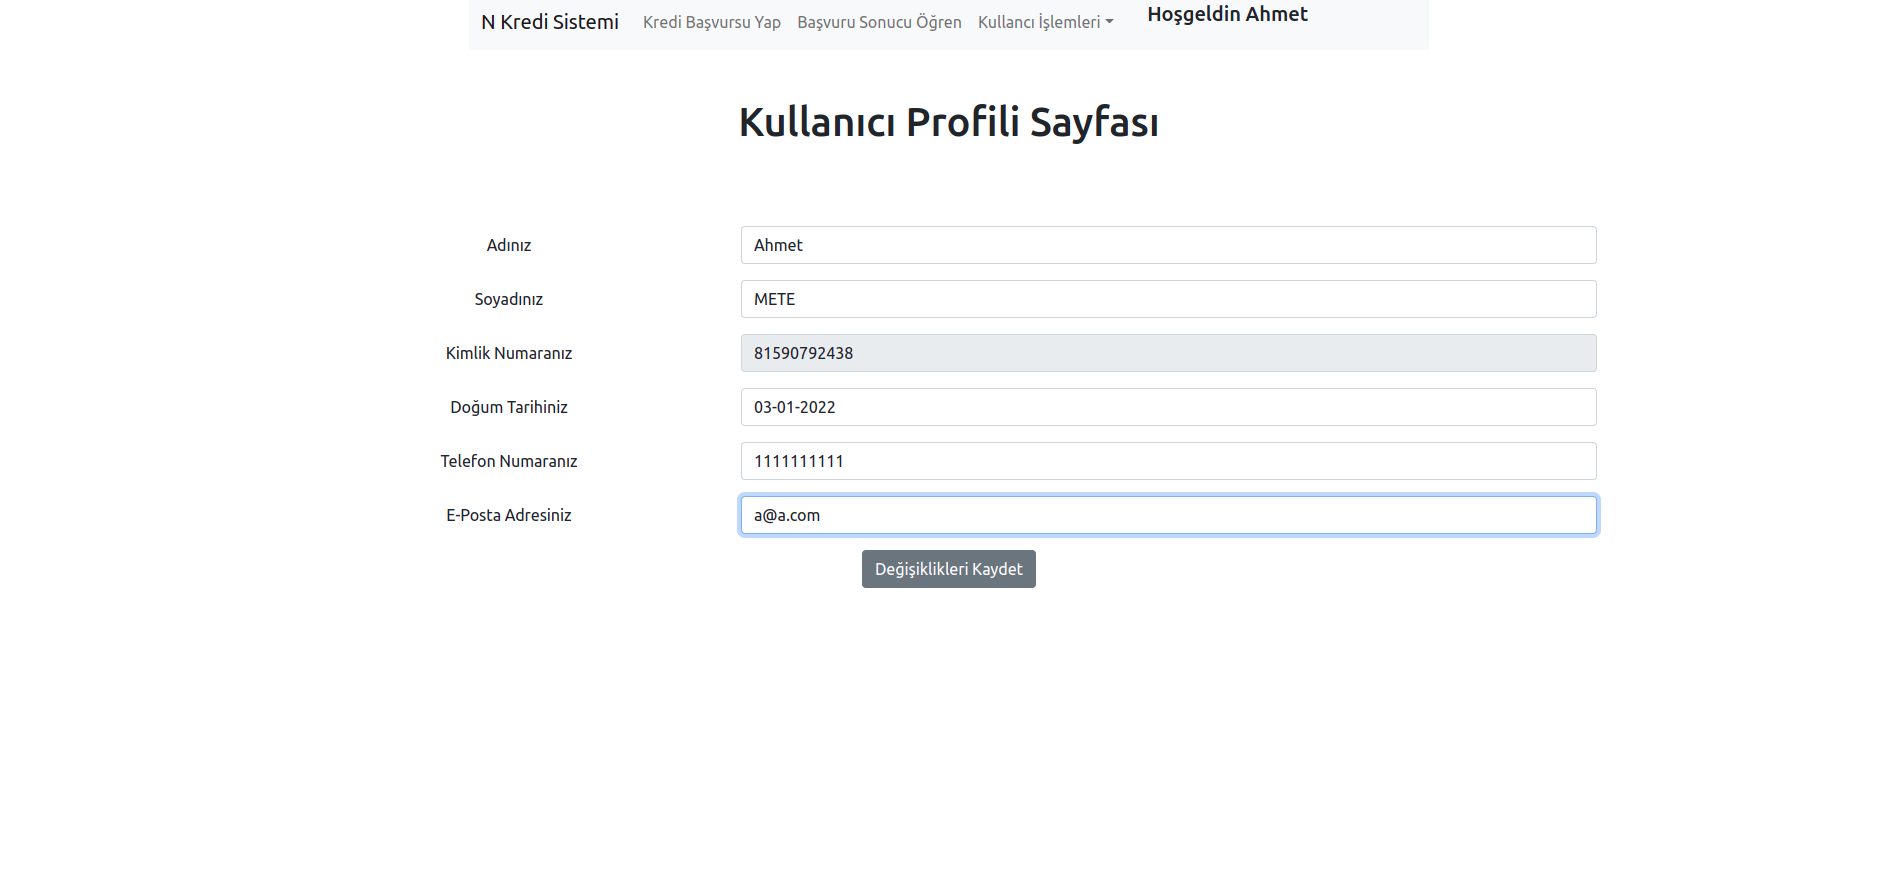 N Kredi Sistemi Kredi Başvursu Yap Başvuru Sonucu Öğren Kullancı İşlemleri Hoşgeldin Ahmet
Kullanıcı Profili Sayfası
Adınız Ahmet
Soyadınız METE
Kimlik Numaranız 81590792438
Doğum Tarihiniz 03-01-2022
Telefon Numaranız 1111111111
E-Posta Adresiniz a@a.com
Değişiklikleri Kaydet